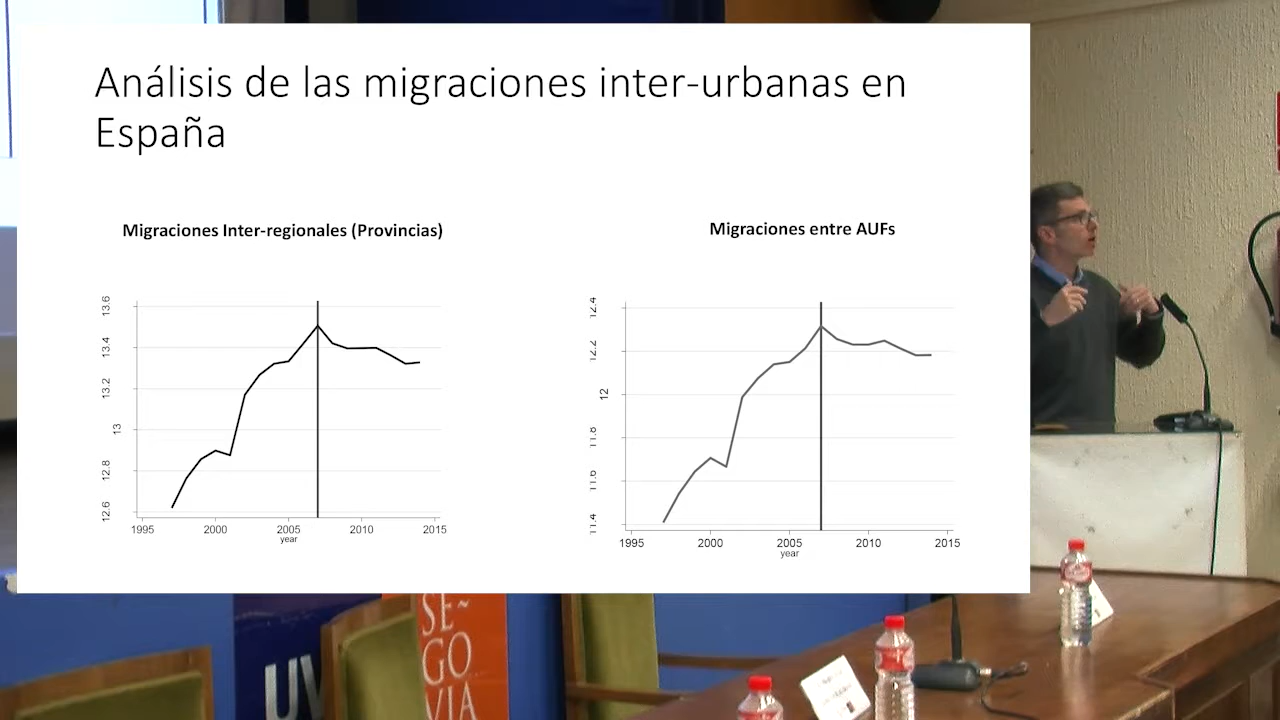 Análisis de las migraciones inter-urbanas en
España
Migraciones Inter-regionales (Provincias)
13.6
13.4
13.2
13
12.8
12.6
1995
2000
2005
2010
2015
year
Migraciones entre AUFs
12.4
12.2
12
11.8
11.6
11.4
1995
2000
2005
2010
2015
year
UV
SE~
GO
VIA